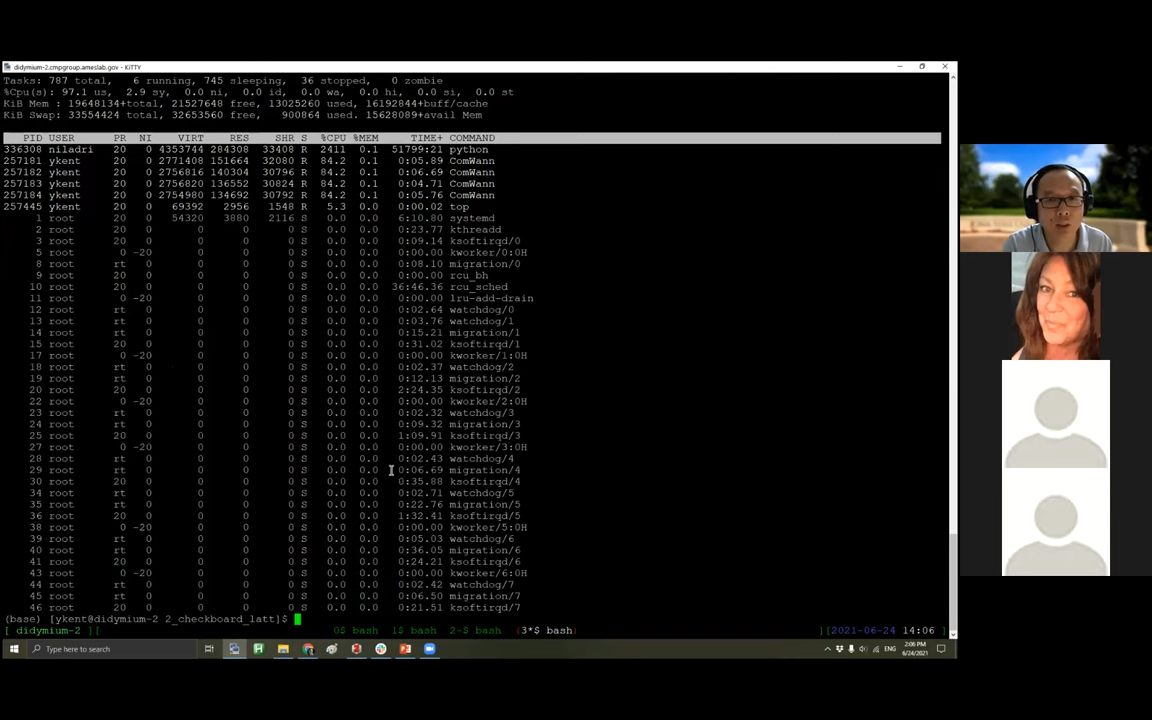 didymium-2.cmpgroup.ameslab.gov - KiTTY
Tasks: 787 total, 6 running, 745 sleeping, 36 stopped, 0 zombie
%Cpu(s): 97.1 us, 2.9 sy, 0.0 ni, 0.0 id, 0.0 wa, 0.0 hi, 0.0 si, 0.0 st
KiB Mem : 19648134+total, 21527648 free, 13025260 used, 16192844+buff/cache
KiB Swap: 33554424 total, 32653560 free, 900864 used. 15628089+avail Mem
PID USER PR NI VIRT RES SHR S %CPU %MEM TIME+ COMMAND
336308 niladri 20 0 4353744 284308 33408 R 2411 0.1 51799:21 python
257181 ykent 20 0 2771408 151664 32080 R 84.2 0.1 0:05.89 ComWann
257182 ykent 20 0 2756816 140304 30796 R 84.2 0.1 0:06.69 ComWann
257183 ykent 20 0 2756820 136552 30824 R 84.2 0.1 0:04.71 ComWann
257184 ykent 20 0 2754980 134692 30792 R 84.2 0.1 0:05.76 ComWann
257445 ykent 20 0 69392 2956 1548 R 5.3 0.0 0:00.02 top
1 root 20 0 54320 3880 2116 S 0.0 0.0 6:10.80 systemd
2 root 20 0 0 0 0 S 0.0 0.0 0:23.77 kthreadd
3 root 20 0 0 0 0 S 0.0 0.0 0:09.14 ksoftirqd/0
5 root 0 -20 0 0 0 S 0.0 0.0 0:00.00 kworker/0:0H
8 root rt 0 0 0 0 S 0.0 0.0 0:08.10 migration/0
9 root 20 0 0 0 0 S 0.0 0.0 0:00.00 rcu_bh
10 root 20 0 0 0 0 S 0.0 0.0 36:46.36 rcu_sched
11 root 0 -20 0 0 0 S 0.0 0.0 0:00.00 lru-add-drain
12 root rt 0 0 0 0 S 0.0 0.0 0:02.64 watchdog/0
13 root rt 0 0 0 0 S 0.0 0.0 0:03.76 watchdog/1
14 root rt 0 0 0 0 S 0.0 0.0 0:15.21 migration/1
15 root 20 0 0 0 0 S 0.0 0.0 0:31.02 ksoftirqd/1
17 root 0 -20 0 0 0 S 0.0 0.0 0:00.00 kworker/1:0H
18 root rt 0 0 0 0 S 0.0 0.0 0:02.37 watchdog/2
19 root rt 0 0 0 0 S 0.0 0.0 0:12.13 migration/2
20 root 20 0 0 0 0 S 0.0 0.0 2:24.35 ksoftirqd/2
22 root 0 -20 0 0 0 S 0.0 0.0 0:00.00 kworker/2:0H
23 root rt 0 0 0 0 S 0.0 0.0 0:02.32 watchdog/3
24 root rt 0 0 0 0 S 0.0 0.0 0:09.32 migration/3
25 root 20 0 0 0 0 S 0.0 0.0 1:09.91 ksoftirqd/3
27 root 0 -20 0 0 0 S 0.0 0.0 0:00.00 kworker/3:0H
28 root rt 0 0 0 0 S 0.0 0.0 0:02.43 watchdog/4
29 root rt 0 0 0 0 S 0.0 0.0 0:06.69 migration/4
30 root 20 0 0 0 0 S 0.0 0.0 0:35.88 ksoftirqd/4
34 root rt 0 0 0 0 S 0.0 0.0 0:02.71 watchdog/5
35 root rt 0 0 0 0 S 0.0 0.0 0:22.76 migration/5
36 root 20 0 0 0 0 S 0.0 0.0 1:32.41 ksoftirqd/5
38 root 0 -20 0 0 0 S 0.0 0.0 0:00.00 kworker/5:0H
39 root rt 0 0 0 0 S 0.0 0.0 0:05.03 watchdog/6
40 root rt 0 0 0 0 S 0.0 0.0 0:36.05 migration/6
41 root 20 0 0 0 0 S 0.0 0.0 0:24.21 ksoftirqd/6
43 root 0 -20 0 0 0 S 0.0 0.0 0:00.00 kworker/6:0H
44 root rt 0 0 0 0 S 0.0 0.0 0:02.42 watchdog/7
45 root rt 0 0 0 0 S 0.0 0.0 0:06.50 migration/7
46 root 20 0 0 0 0 S 0.0 0.0 0:21.51 ksoftirqd/7
(base) [ykent@didymium-2 2_checkboard_latt]$
[ didymium-2 ][ 0$ bash 1$ bash 2-$ bash (3*$ bash) ][2021-06-24 14:06 ]
Type here to search
ENG
2:06 PM
6/24/2021